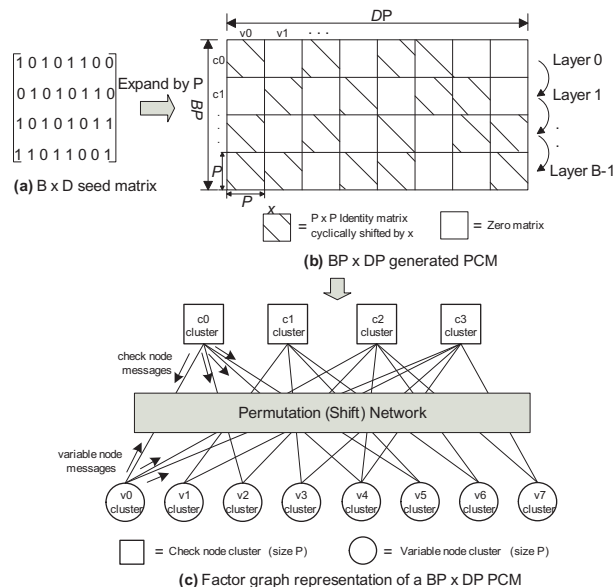 1 0 1 0 1 1 0 0
0 1 0 1 0 1 1 0
1 0 1 0 1 0 1 1
1 1 0 1 1 0 0 1
(a) B x D seed matrix
Expand by P
DP
v0 v1 . . .
c0
c1
.
.
.
BP
P
P
Layer 0
Layer 1
.
.
Layer B-1
x
= P x P Identity matrix
cyclically shifted by x
= Zero matrix
(b) BP x DP generated PCM
c0 cluster
c1 cluster
c2 cluster
c3 cluster
check node
messages
Permutation (Shift) Network
variable node
messages
v0 cluster
v1 cluster
v2 cluster
v3 cluster
v4 cluster
v5 cluster
v6 cluster
v7 cluster
= Check node cluster (size P)
= Variable node cluster (size P)
(c) Factor graph representation of a BP x DP PCM